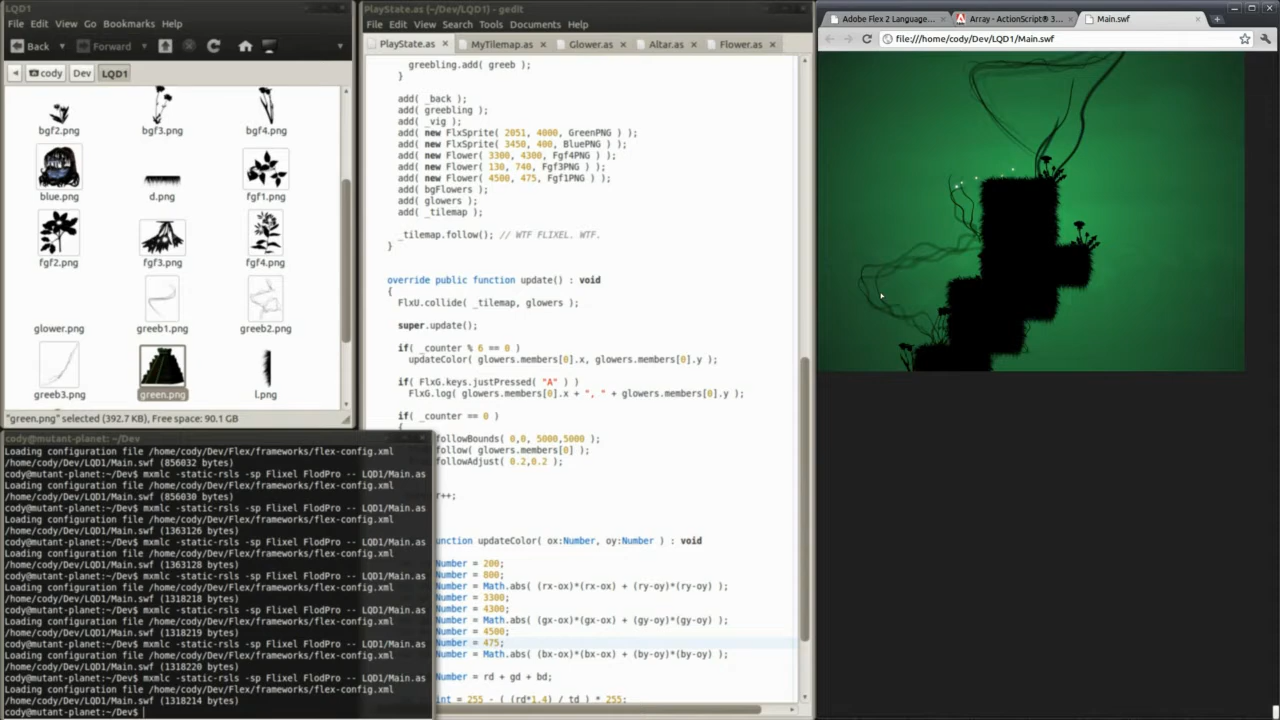 LQD1
File Edit View Go Bookmarks Help
Back Forward
cody Dev LQD1
bgf2.png bgf3.png bgf4.png
blue.png d.png fgf1.png
fgf2.png fgf3.png fgf4.png
glower.png greeb1.png greeb2.png
greeb3.png green.png l.png
"green.png" selected (392.7 KB), Free space: 90.1 GB
cody@mutant-planet: ~/Dev
Loading configuration file /home/cody/Dev/Flex/frameworks/flex-config.xml
/home/cody/Dev/LQD1/Main.swf (856032 bytes)
cody@mutant-planet:~/Dev$ mxmlc -static-rsls -sp Flixel FlodPro -- LQD1/Main.as
Loading configuration file /home/cody/Dev/Flex/frameworks/flex-config.xml
/home/cody/Dev/LQD1/Main.swf (856030 bytes)
cody@mutant-planet:~/Dev$ mxmlc -static-rsls -sp Flixel FlodPro -- LQD1/Main.as
Loading configuration file /home/cody/Dev/Flex/frameworks/flex-config.xml
/home/cody/Dev/LQD1/Main.swf (1363126 bytes)
cody@mutant-planet:~/Dev$ mxmlc -static-rsls -sp Flixel FlodPro -- LQD1/Main.as
Loading configuration file /home/cody/Dev/Flex/frameworks/flex-config.xml
/home/cody/Dev/LQD1/Main.swf (1363128 bytes)
cody@mutant-planet:~/Dev$ mxmlc -static-rsls -sp Flixel FlodPro -- LQD1/Main.as
Loading configuration file /home/cody/Dev/Flex/frameworks/flex-config.xml
/home/cody/Dev/LQD1/Main.swf (1318218 bytes)
cody@mutant-planet:~/Dev$ mxmlc -static-rsls -sp Flixel FlodPro -- LQD1/Main.as
Loading configuration file /home/cody/Dev/Flex/frameworks/flex-config.xml
/home/cody/Dev/LQD1/Main.swf (1318219 bytes)
cody@mutant-planet:~/Dev$ mxmlc -static-rsls -sp Flixel FlodPro -- LQD1/Main.as
Loading configuration file /home/cody/Dev/Flex/frameworks/flex-config.xml
/home/cody/Dev/LQD1/Main.swf (1318220 bytes)
cody@mutant-planet:~/Dev$ mxmlc -static-rsls -sp Flixel FlodPro -- LQD1/Main.as
Loading configuration file /home/cody/Dev/Flex/frameworks/flex-config.xml
/home/cody/Dev/LQD1/Main.swf (1318214 bytes)
cody@mutant-planet:~/Dev$
PlayState.as (~/Dev/LQD1) - gedit
File Edit View Search Tools Documents Help
PlayState.as MyTilemap.as Glower.as Altar.as Flower.as
greebling.add( greeb );
}
add( _back );
add( greebling );
add( _vig );
add( new FlxSprite( 2051, 4000, GreenPNG ) );
add( new FlxSprite( 3450, 400, BluePNG ) );
add( new Flower( 3300, 4300, Fgf4PNG ) );
add( new Flower( 130, 740, Fgf3PNG ) );
add( new Flower( 4500, 475, Fgf1PNG ) );
add( bgFlowers );
add( glowers );
add( _tilemap );
_tilemap.follow(); // WTF FLIXEL. WTF.
}
override public function update() : void
{
FlxU.collide( _tilemap, glowers );
super.update();
if( _counter % 6 == 0 )
updateColor( glowers.members[0].x, glowers.members[0].y );
if( FlxG.keys.justPressed( "A" ) )
FlxG.log( glowers.members[0].x + ", " + glowers.members[0].y );
if( _counter == 0 )
{
followBounds( 0,0, 5000,5000 );
follow( glowers.members[0] );
followAdjust( 0.2,0.2 );
++;
function updateColor( ox:Number, oy:Number ) : void
Number = 200;
Number = 800;
Number = Math.abs( (rx-ox)*(rx-ox) + (ry-oy)*(ry-oy) );
Number = 3300;
Number = 4300;
Number = Math.abs( (gx-ox)*(gx-ox) + (gy-oy)*(gy-oy) );
Number = 4500;
Number = 475;
Number = Math.abs( (bx-ox)*(bx-ox) + (by-oy)*(by-oy) );
Number = rd + gd + bd;
int = 255 - ( (rd*1.4) / td ) * 255;
Adobe Flex 2 Language... Array - ActionScript® 3... Main.swf
file:///home/cody/Dev/LQD1/Main.swf